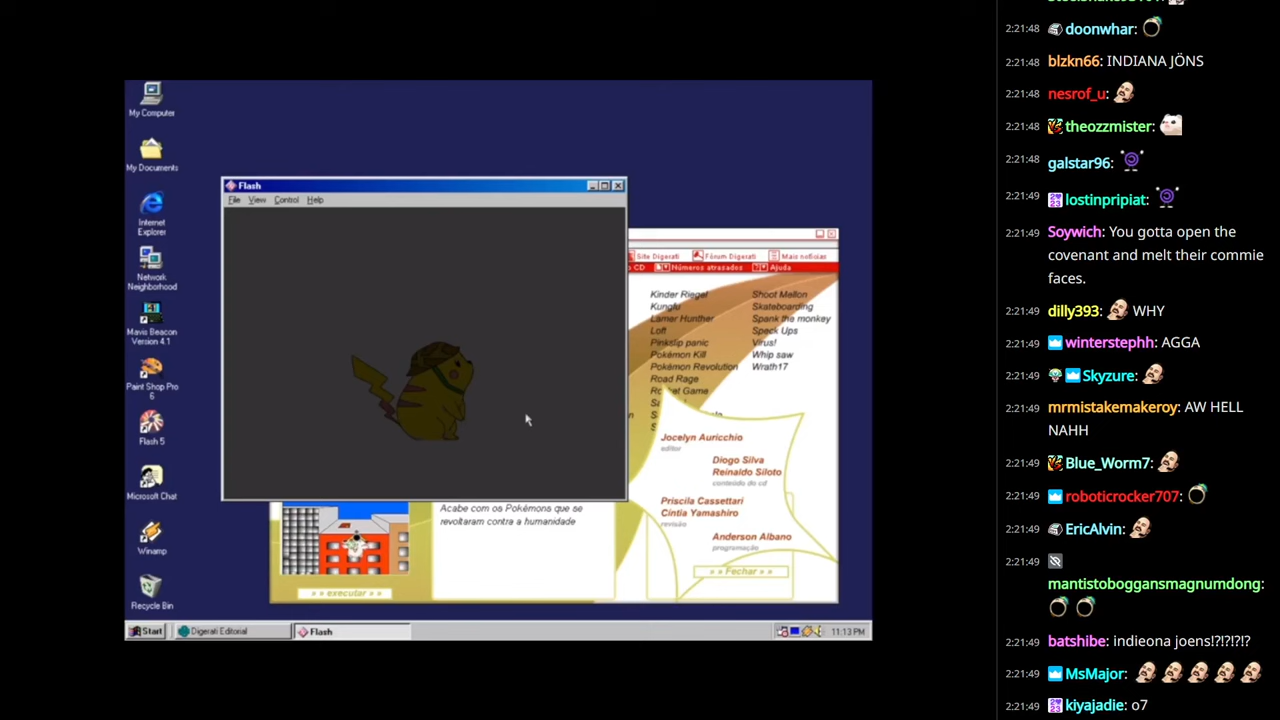 My Computer
My Documents
Internet
Explorer
Network
Neighborhood
Mavis Beacon
Version 4.1
Paint Shop Pro
6
Flash 5
Microsoft Chat
Winamp
Recycle Bin
Flash
File View Control Help
Site Digerati Fórum Digerati Mais notícias
CD Números atrasados Ajuda
Kinder Riegel
Kungfu
Lamer Hunther
Loft
Pinkslip panic
Pokémon Kill
Pokémon Revolution
Road Rage
Shoot Mellon
Skateboarding
Spank the monkey
Speck Ups
Virus!
Whip saw
Wrath17
Jocelyn Auricchio
editor
Diogo Silva
Reinaldo Siloto
conteúdo do cd
Priscila Cassettari
Cíntia Yamashiro
revisão
Anderson Albano
programação
» » Fechar » »
Acabe com os Pokémons que se
revoltaram contra a humanidade
» » executar » »
Start Digerati Editorial Flash 11:13 PM
2:21:48 doonwhar:
2:21:48 blzkn66: INDIANA JÖNS
2:21:48 nesrof_u:
2:21:48 theozzmister:
2:21:48 galstar96:
2:21:49 lostinpripiat:
2:21:49 Soywich: You gotta open the
covenant and melt their commie
faces.
2:21:49 dilly393: WHY
2:21:49 winterstephh: AGGA
2:21:49 Skyzure:
2:21:49 mrmistakemakeroy: AW HELL
NAHH
2:21:49 Blue_Worm7:
2:21:49 roboticrocker707:
2:21:49 EricAlvin:
2:21:49
mantistoboggansmagnumdong:
2:21:49 batshibe: indieona joens!?!?!?!?
2:21:49 MsMajor:
2:21:49 kiyajadie: o7